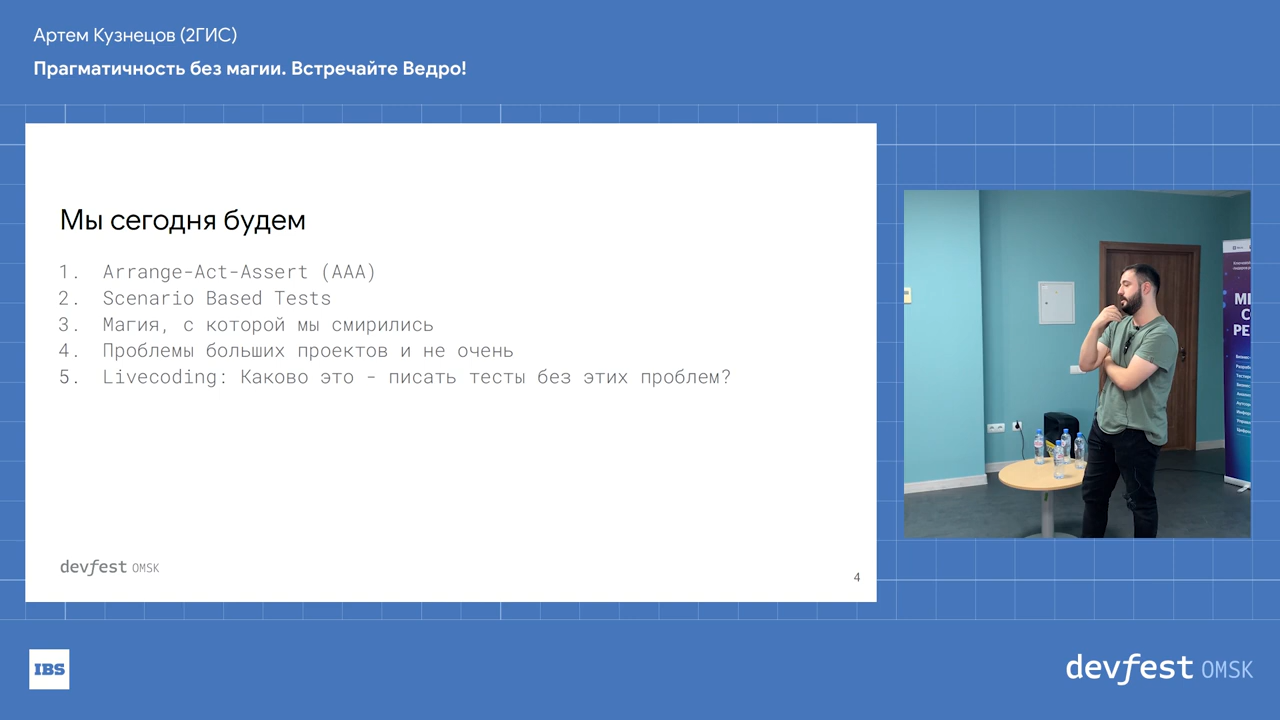 Артем Кузнецов (2ГИС)
Прагматичность без магии. Встречайте Ведро!
Мы сегодня будем
1. Arrange-Act-Assert (AAA)
2. Scenario Based Tests
3. Магия, с которой мы смирились
4. Проблемы больших проектов и не очень
5. Livecoding: Каково это - писать тесты без этих проблем?
devfest OMSK
4
IBS
devfest OMSK